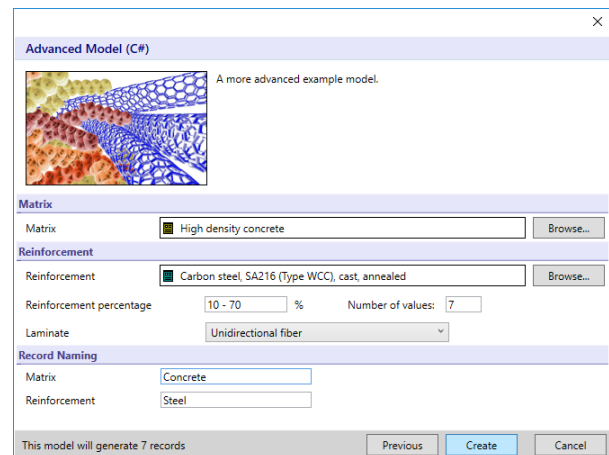 Advanced Model (C#)
A more advanced example model.
Matrix
Matrix High density concrete Browse...
Reinforcement
Reinforcement Carbon steel, SA216 (Type WCC), cast, annealed Browse...
Reinforcement percentage 10 - 70 % Number of values: 7
Laminate Unidirectional fiber
Record Naming
Matrix Concrete
Reinforcement Steel
This model will generate 7 records Previous Create Cancel